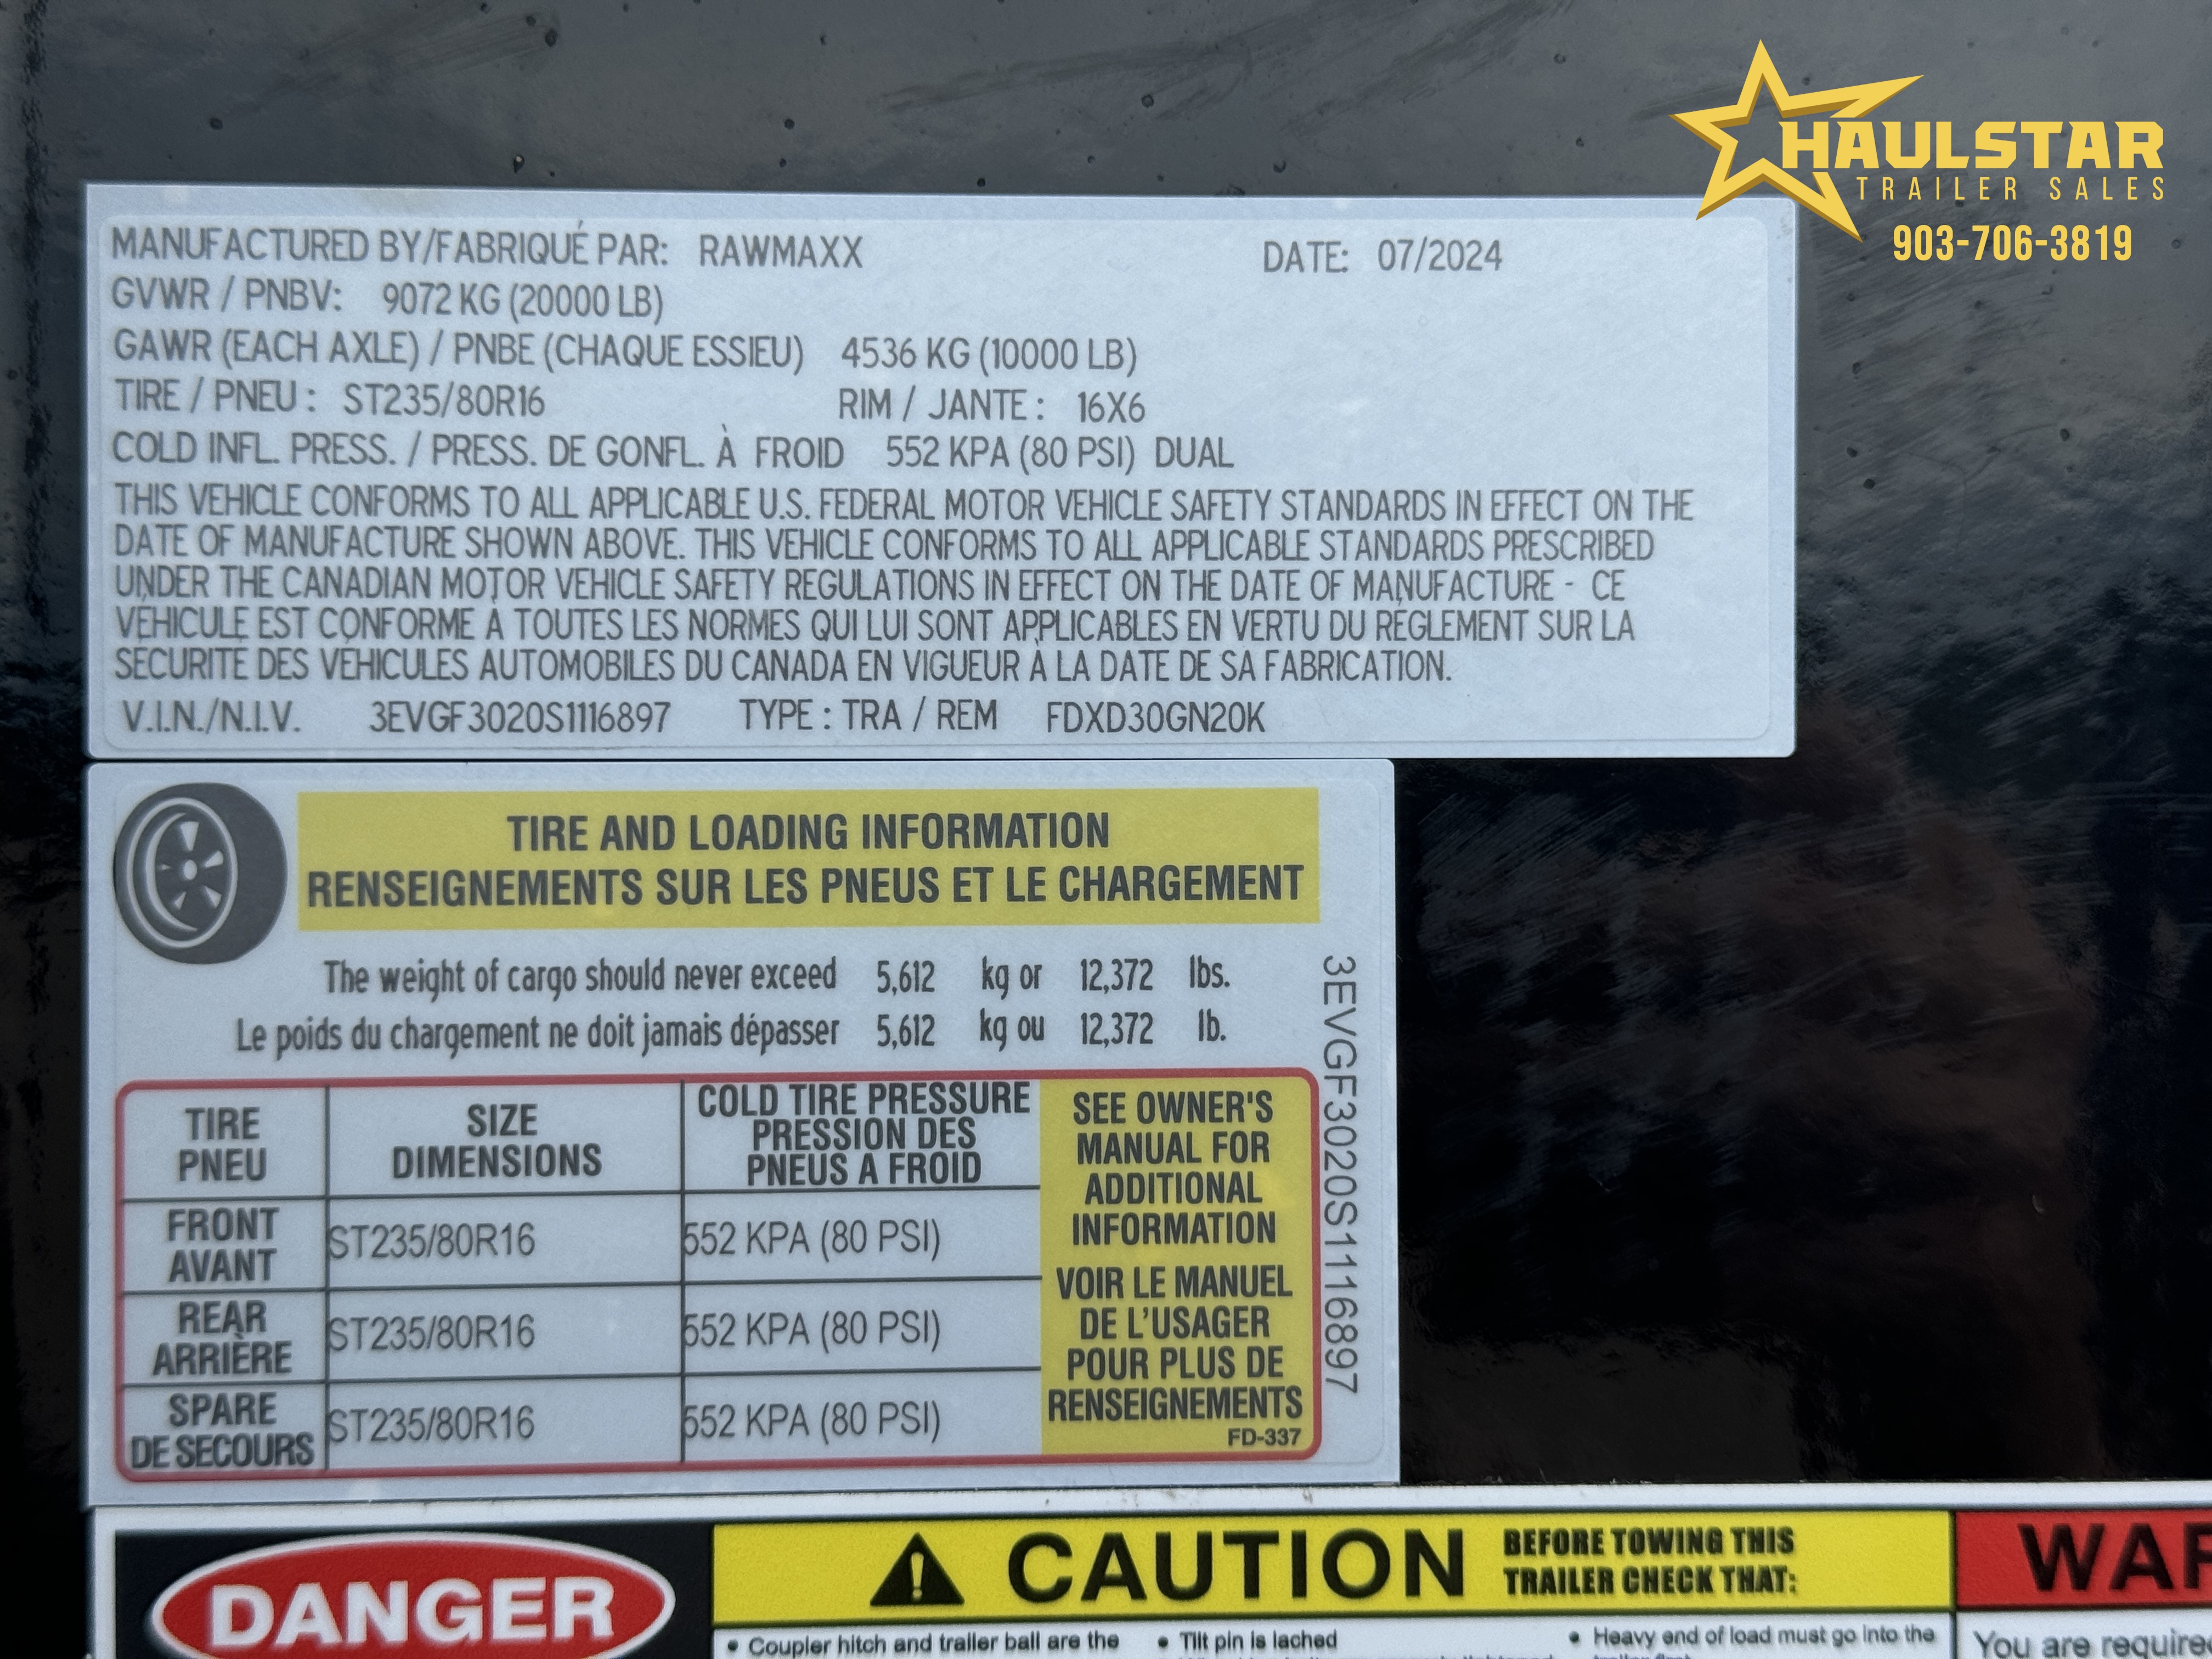 HAULSTAR
TRAILER SALES
903-706-3819
MANUFACTURED BY/FABRIQUÉ PAR: RAWMAXX DATE: 07/2024
GVWR / PNBV: 9072 KG (20000 LB)
GAWR (EACH AXLE) / PNBE (CHAQUE ESSIEU) 4536 KG (10000 LB)
TIRE / PNEU : ST235/80R16 RIM / JANTE : 16X6
COLD INFL. PRESS. / PRESS. DE GONFL. À FROID 552 KPA (80 PSI) DUAL
THIS VEHICLE CONFORMS TO ALL APPLICABLE U.S. FEDERAL MOTOR VEHICLE SAFETY STANDARDS IN EFFECT ON THE
DATE OF MANUFACTURE SHOWN ABOVE. THIS VEHICLE CONFORMS TO ALL APPLICABLE STANDARDS PRESCRIBED
UNDER THE CANADIAN MOTOR VEHICLE SAFETY REGULATIONS IN EFFECT ON THE DATE OF MANUFACTURE - CE
VÉHICULE EST CONFORME À TOUTES LES NORMES QUI LUI SONT APPLICABLES EN VERTU DU RÈGLEMENT SUR LA
SÉCURITÉ DES VÉHICULES AUTOMOBILES DU CANADA EN VIGUEUR À LA DATE DE SA FABRICATION.
V.I.N./N.I.V. 3EVGF3020S1116897 TYPE : TRA / REM FDXD30GN20K
TIRE AND LOADING INFORMATION
RENSEIGNEMENTS SUR LES PNEUS ET LE CHARGEMENT
The weight of cargo should never exceed 5,612 kg or 12,372 lbs.
Le poids du chargement ne doit jamais dépasser 5,612 kg ou 12,372 lb.
3EVGF3020S1116897
TIRE
PNEU
SIZE
DIMENSIONS
COLD TIRE PRESSURE
PRESSION DES
PNEUS A FROID
FRONT
AVANT
ST235/80R16 552 KPA (80 PSI)
REAR
ARRIÈRE
ST235/80R16 552 KPA (80 PSI)
SPARE
DE SECOURS
ST235/80R16 552 KPA (80 PSI)
SEE OWNER'S
MANUAL FOR
ADDITIONAL
INFORMATION
VOIR LE MANUEL
DE L'USAGER
POUR PLUS DE
RENSEIGNEMENTS
FD-337
DANGER
CAUTION
BEFORE TOWING THIS
TRAILER CHECK THAT:
• Coupler hitch and trailer ball are the
• Tilt pin is lached
• Heavy end of load must go into the
You are